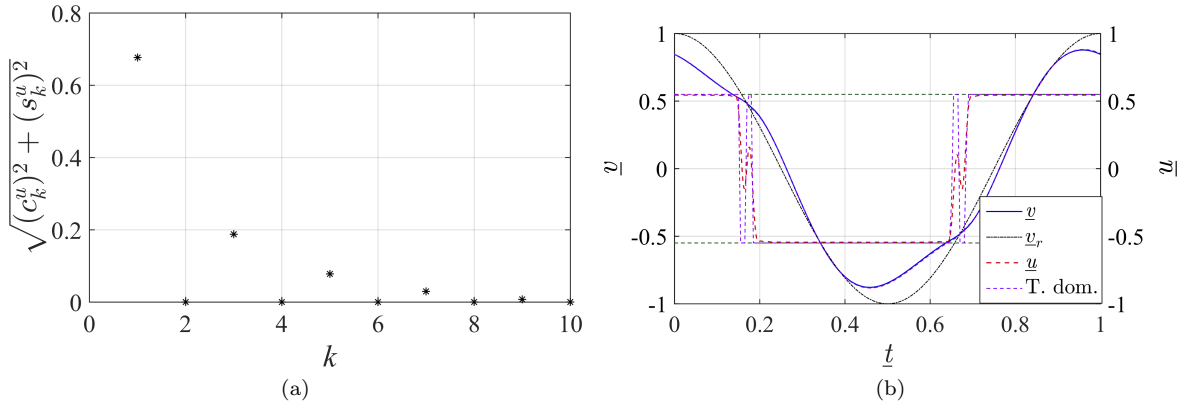 0.8
0.6
0.4
0.2
0
√((c_k^u)^2 + (s_k^u)^2)
0 2 4 6 8 10
k
(a)
1 1
0.5 0.5
0 0
-0.5 -0.5
-1 -1
v
u
v
v_r
u
T. dom.
0 0.2 0.4 0.6 0.8 1
t
(b)